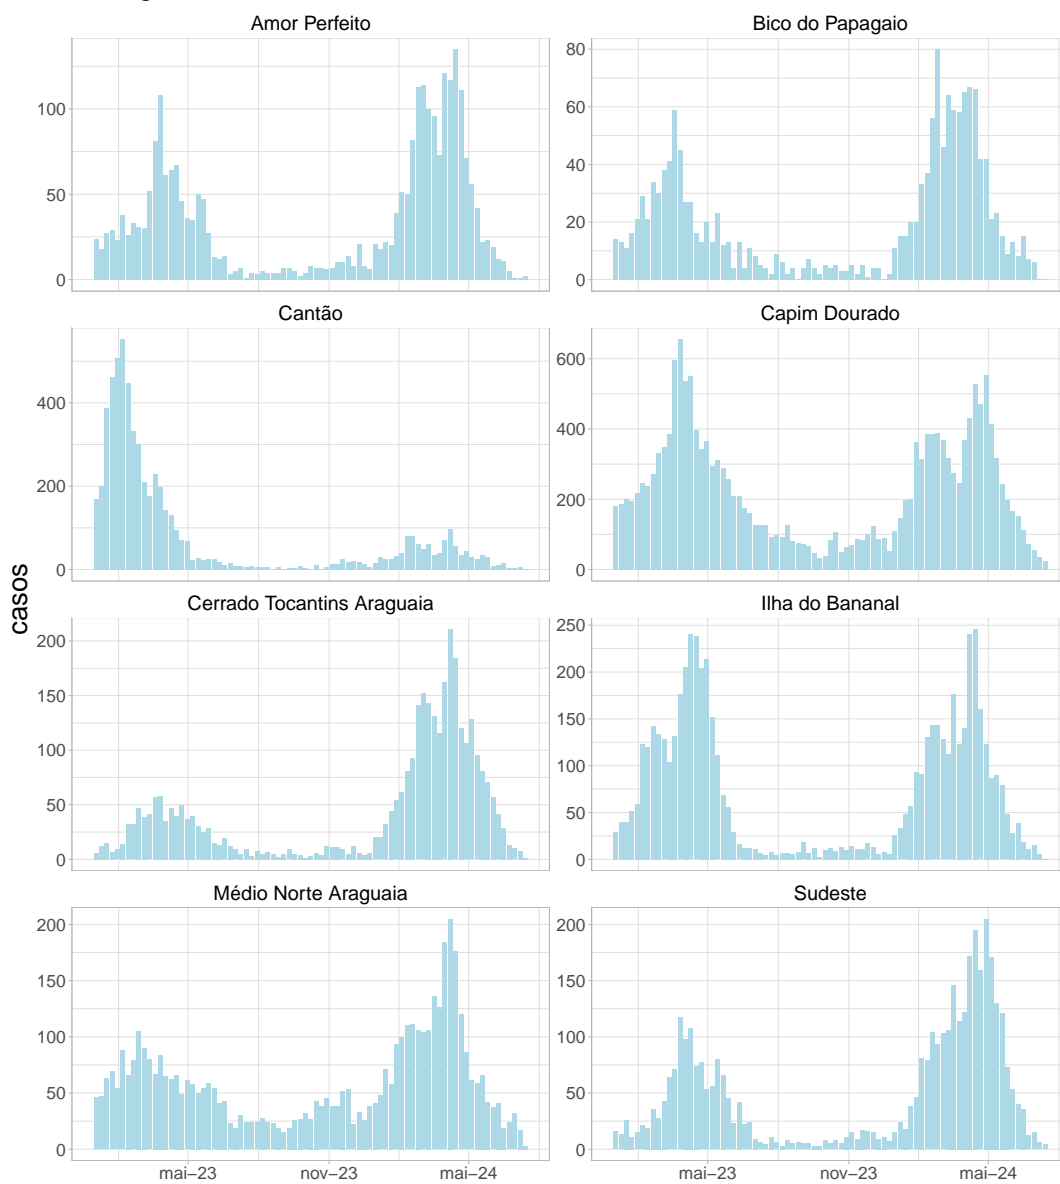 Amor Perfeito
Bico do Papagaio
100
50
0
80
60
40
20
0
Cantão
Capim Dourado
400
200
0
600
400
200
0
casos
Cerrado Tocantins Araguaia
Ilha do Bananal
200
150
100
50
0
250
200
150
100
50
0
Médio Norte Araguaia
Sudeste
200
150
100
50
0
200
150
100
50
0
mai−23
nov−23
mai−24
mai−23
nov−23
mai−24